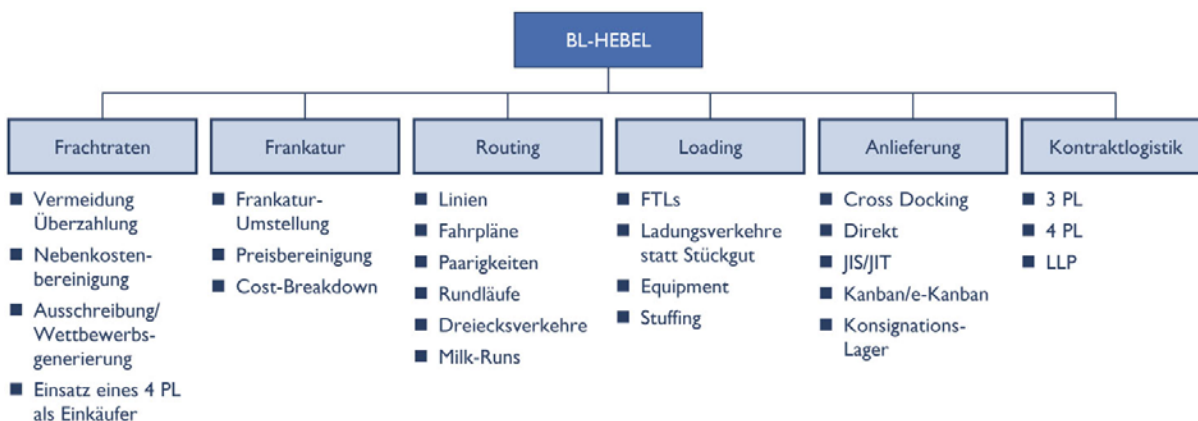 BL-HEBEL
Frachtraten
Vermeidung
Überzahlung
Nebenkosten-
bereinigung
Ausschreibung/
Wettbewerbs-
generierung
Einsatz eines 4 PL
als Einkäufer
Frankatur
Frankatur-
Umstellung
Preisbereinigung
Cost-Breakdown
Routing
Linien
Fahrpläne
Paarigkeiten
Rundläufe
Dreiecksverkehre
Milk-Runs
Loading
FTLs
Ladungsverkehre
statt Stückgut
Equipment
Stuffing
Anlieferung
Cross Docking
Direkt
JIS/JIT
Kanban/e-Kanban
Konsignations-
Lager
Kontraktlogistik
3 PL
4 PL
LLP